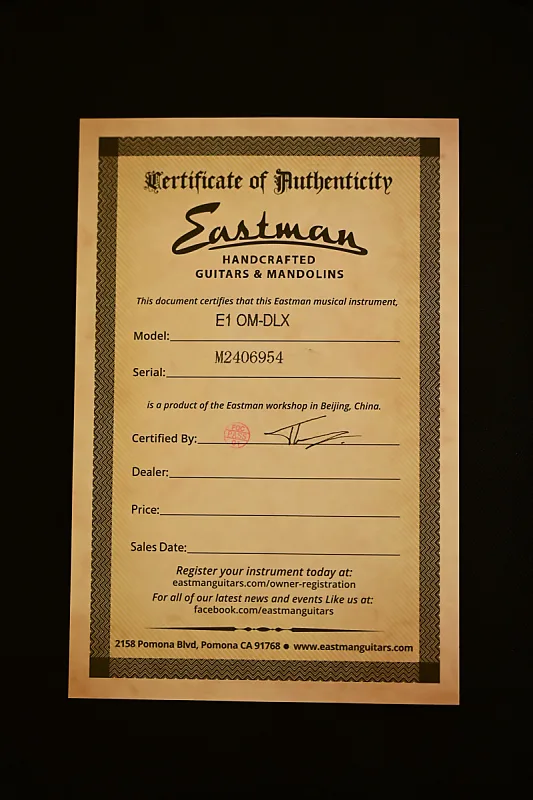 Certificate of Authenticity
Eastman
HANDCRAFTED
GUITARS & MANDOLINS
This document certifies that this Eastman musical instrument,
Model: E1 OM-DLX
Serial: M2406954
is a product of the Eastman workshop in Beijing, China.
Certified By:
Dealer:
Price:
Sales Date:
Register your instrument today at:
eastmanguitars.com/owner-registration
For all of our latest news and events Like us at:
facebook.com/eastmanguitars
2158 Pomona Blvd, Pomona CA 91768 ● www.eastmanguitars.com